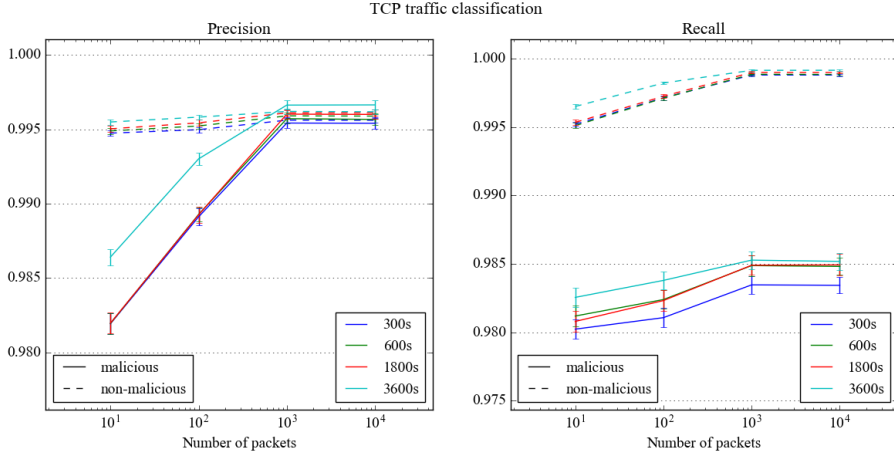 TCP traffic classification
Precision
1.000
0.995
0.990
0.985
0.980
malicious
non-malicious
300s
600s
1800s
3600s
10¹
10²
10³
10⁴
Number of packets
Recall
1.000
0.995
0.990
0.985
0.980
0.975
malicious
non-malicious
300s
600s
1800s
3600s
10¹
10²
10³
10⁴
Number of packets